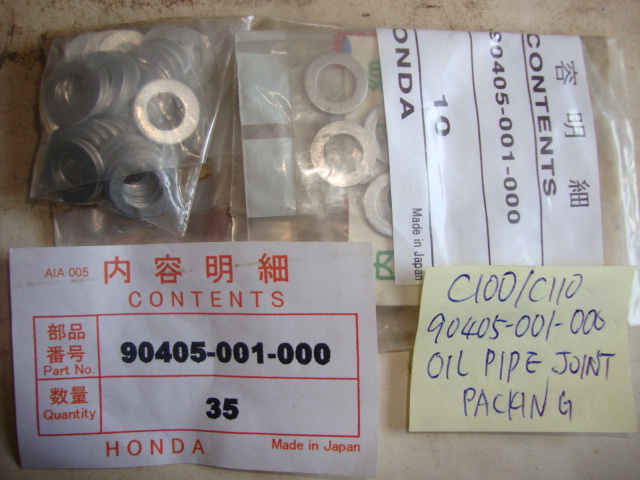 AIA 005 内容明細
CONTENTS
部品
番号
Part No.
90405-001-000
数量
Quantity
35
HONDA Made in Japan
容明細
CONTENTS
90405-001-000
10
ONDA
Made in Japan
C100/C110
90405-001-000
OIL PIPE JOINT
PACKING